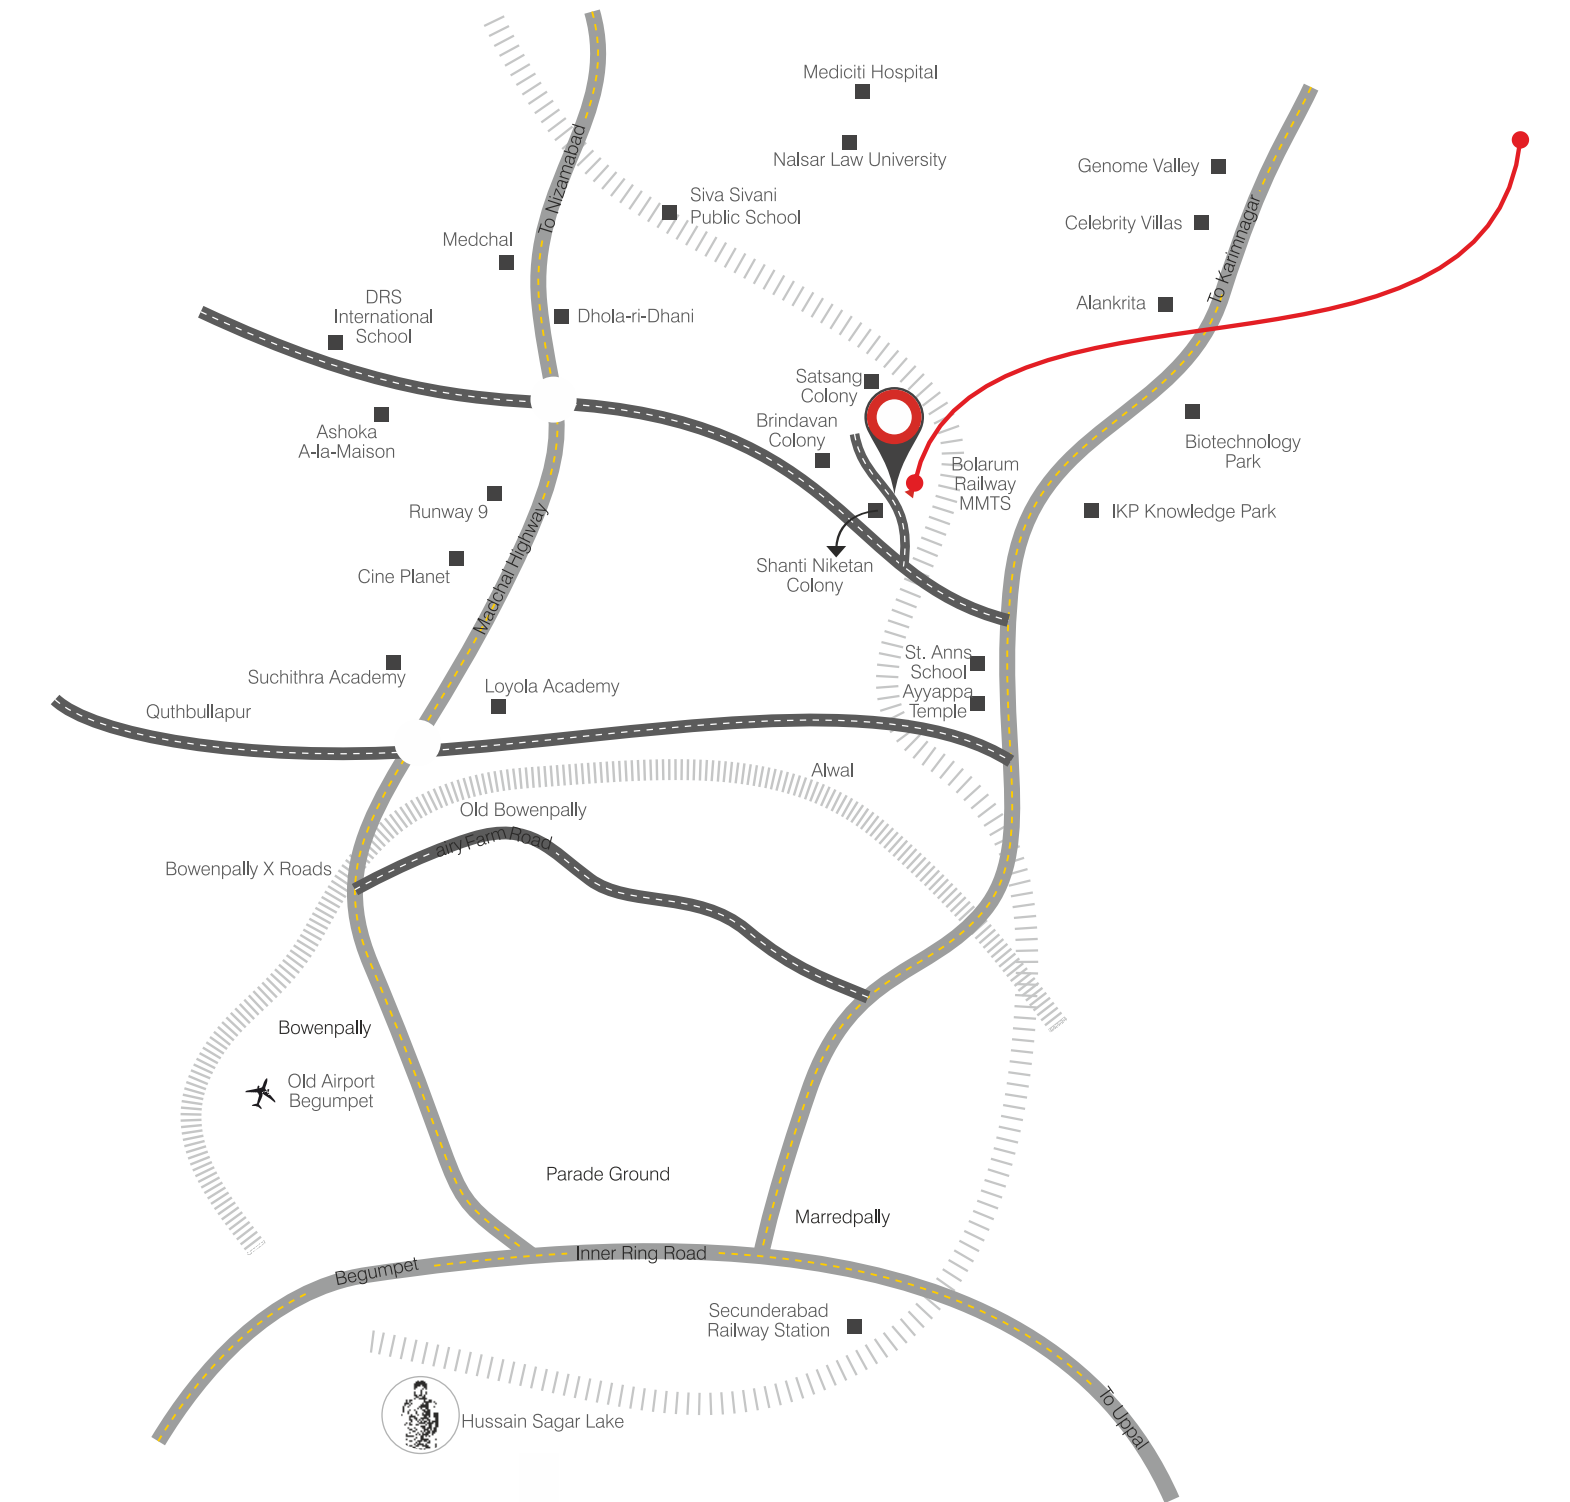 Mediciti Hospital
Nalsar Law University
Genome Valley
To Nizamabad
Siva Sivani
Public School
Celebrity Villas
To Karimnagar
Medchal
DRS
International
School
Dhola-ri-Dhani
Alankrita
Satsang
Colony
Ashoka
A-la-Maison
Brindavan
Colony
Biotechnology
Park
Bolarum
Railway
MMTS
Runway 9
IKP Knowledge Park
Madchal Highway
Cine Planet
Shanti Niketan
Colony
St. Anns
School
Suchithra Academy
Loyola Academy
Ayyappa
Temple
Quthbullapur
Alwal
Old Bowenpally
airy Farm Road
Bowenpally X Roads
Bowenpally
Old Airport
Begumpet
Parade Ground
Marredpally
Inner Ring Road
Begumpet
Secunderabad
Railway Station
To Uppal
Hussain Sagar Lake